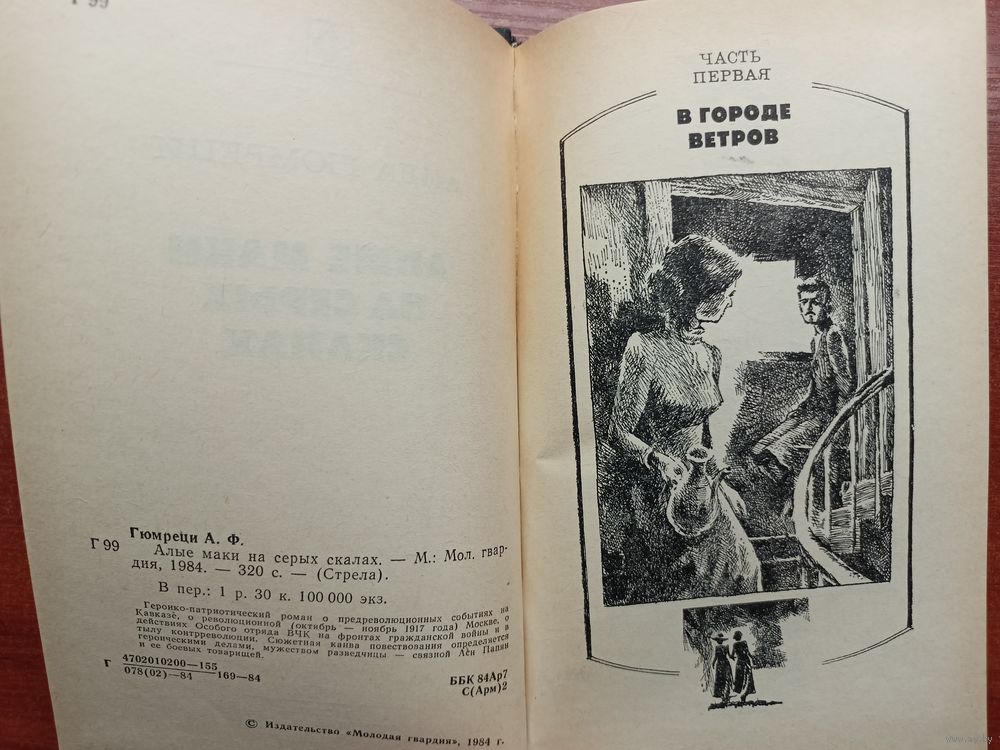 Г 99
Гюмреци А. Ф.
Г 99
Алые маки на серых скалах. — М.: Мол. гвар-
дия, 1984. — 320 с. — (Стрела).
В пер.: 1 р. 30 к. 100 000 экз.
Героико-патриотический роман о предреволюционных событиях на
Кавказе, о революционной (октябрь — ноябрь 1917 года) Москве, о
действиях Особого отряда ВЧК на фронтах гражданской войны и в
тылу контрреволюции. Сюжетная канва повествования определяется
героическими делами, мужеством разведчицы — связной Лён Папян
и ее боевых товарищей.
Г 4702010200—155
078(02)—84 169—84
ББК 84Ар7
С(Арм)2
© Издательство «Молодая гвардия», 1984 г.
ЧАСТЬ
ПЕРВАЯ
В ГОРОДЕ
ВЕТРОВ